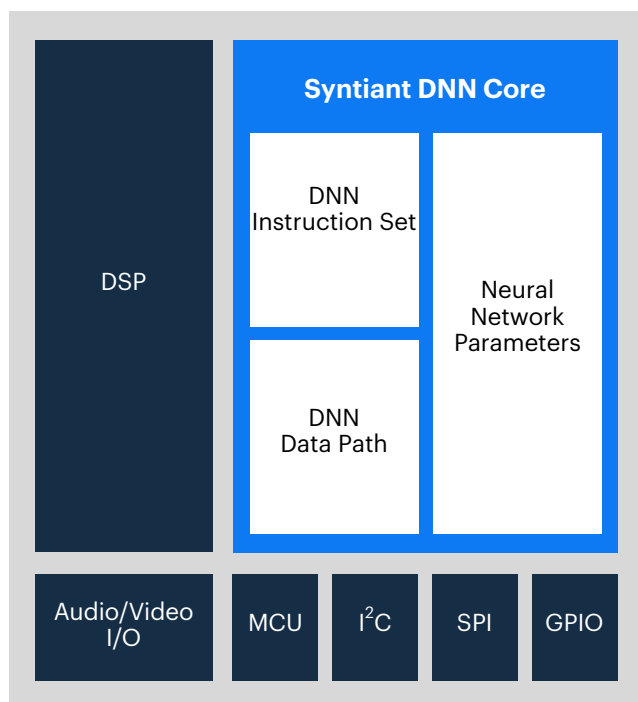 Syntiant DNN Core
DSP
DNN
Instruction Set
DNN
Data Path
Neural
Network
Parameters
Audio/Video
I/O
MCU
I²C
SPI
GPIO